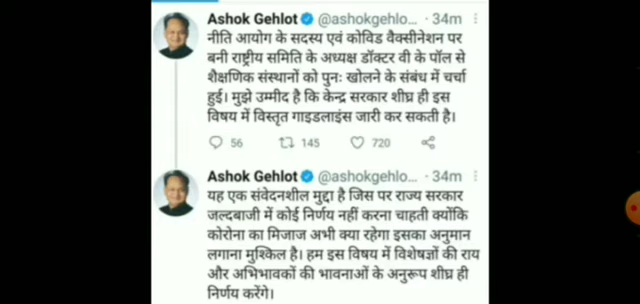 Ashok Gehlot @ashokgehlo... · 34m
नीति आयोग के सदस्य एवं कोविड वैक्सीनेशन पर
बनी राष्ट्रीय समिति के अध्यक्ष डॉक्टर वी के पॉल से
शैक्षणिक संस्थानों को पुनः खोलने के संबंध में चर्चा
हुई। मुझे उम्मीद है कि केन्द्र सरकार शीघ्र ही इस
विषय में विस्तृत गाइडलाइंस जारी कर सकती है।
56 145 720
Ashok Gehlot @ashokgehlo... · 34m
यह एक संवेदनशील मुद्दा है जिस पर राज्य सरकार
जल्दबाजी में कोई निर्णय नहीं करना चाहती क्योंकि
कोरोना का मिजाज अभी क्या रहेगा इसका अनुमान
लगाना मुश्किल है। हम इस विषय में विशेषज्ञों की राय
और अभिभावकों की भावनाओं के अनुरूप शीघ्र ही
निर्णय करेंगे।